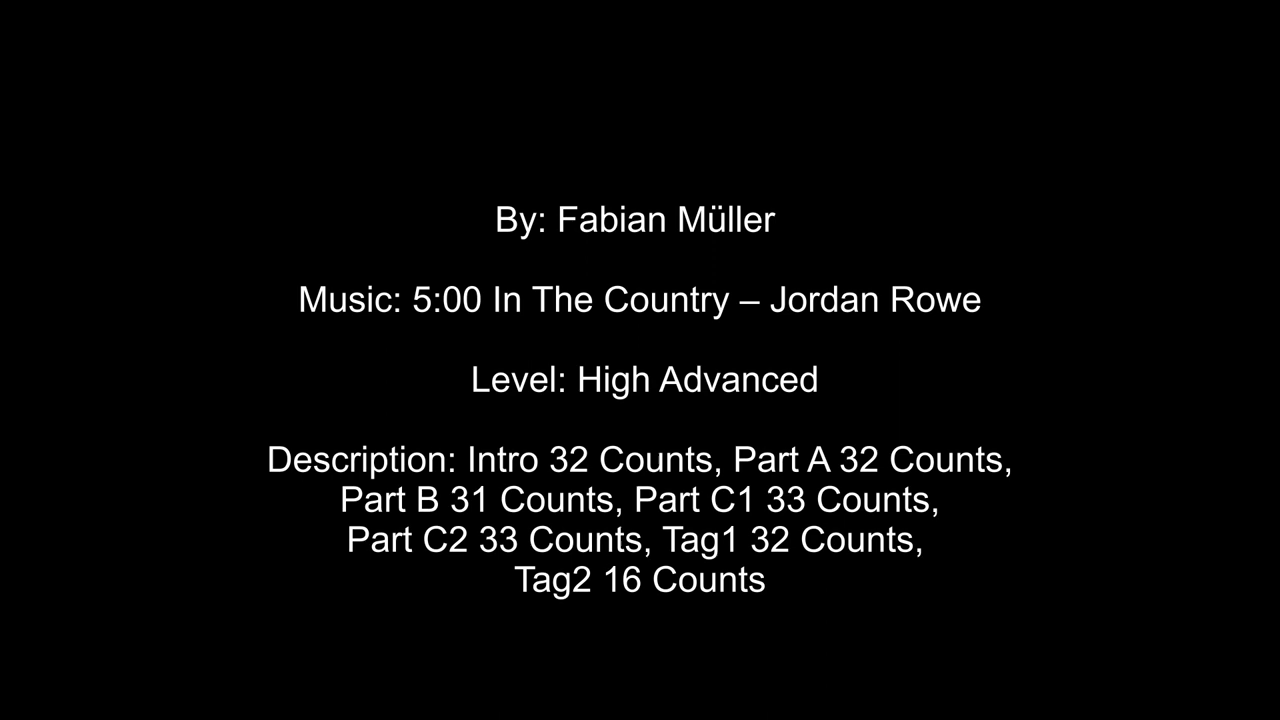 By: Fabian Müller
Music: 5:00 In The Country – Jordan Rowe
Level: High Advanced
Description: Intro 32 Counts, Part A 32 Counts,
Part B 31 Counts, Part C1 33 Counts,
Part C2 33 Counts, Tag1 32 Counts,
Tag2 16 Counts